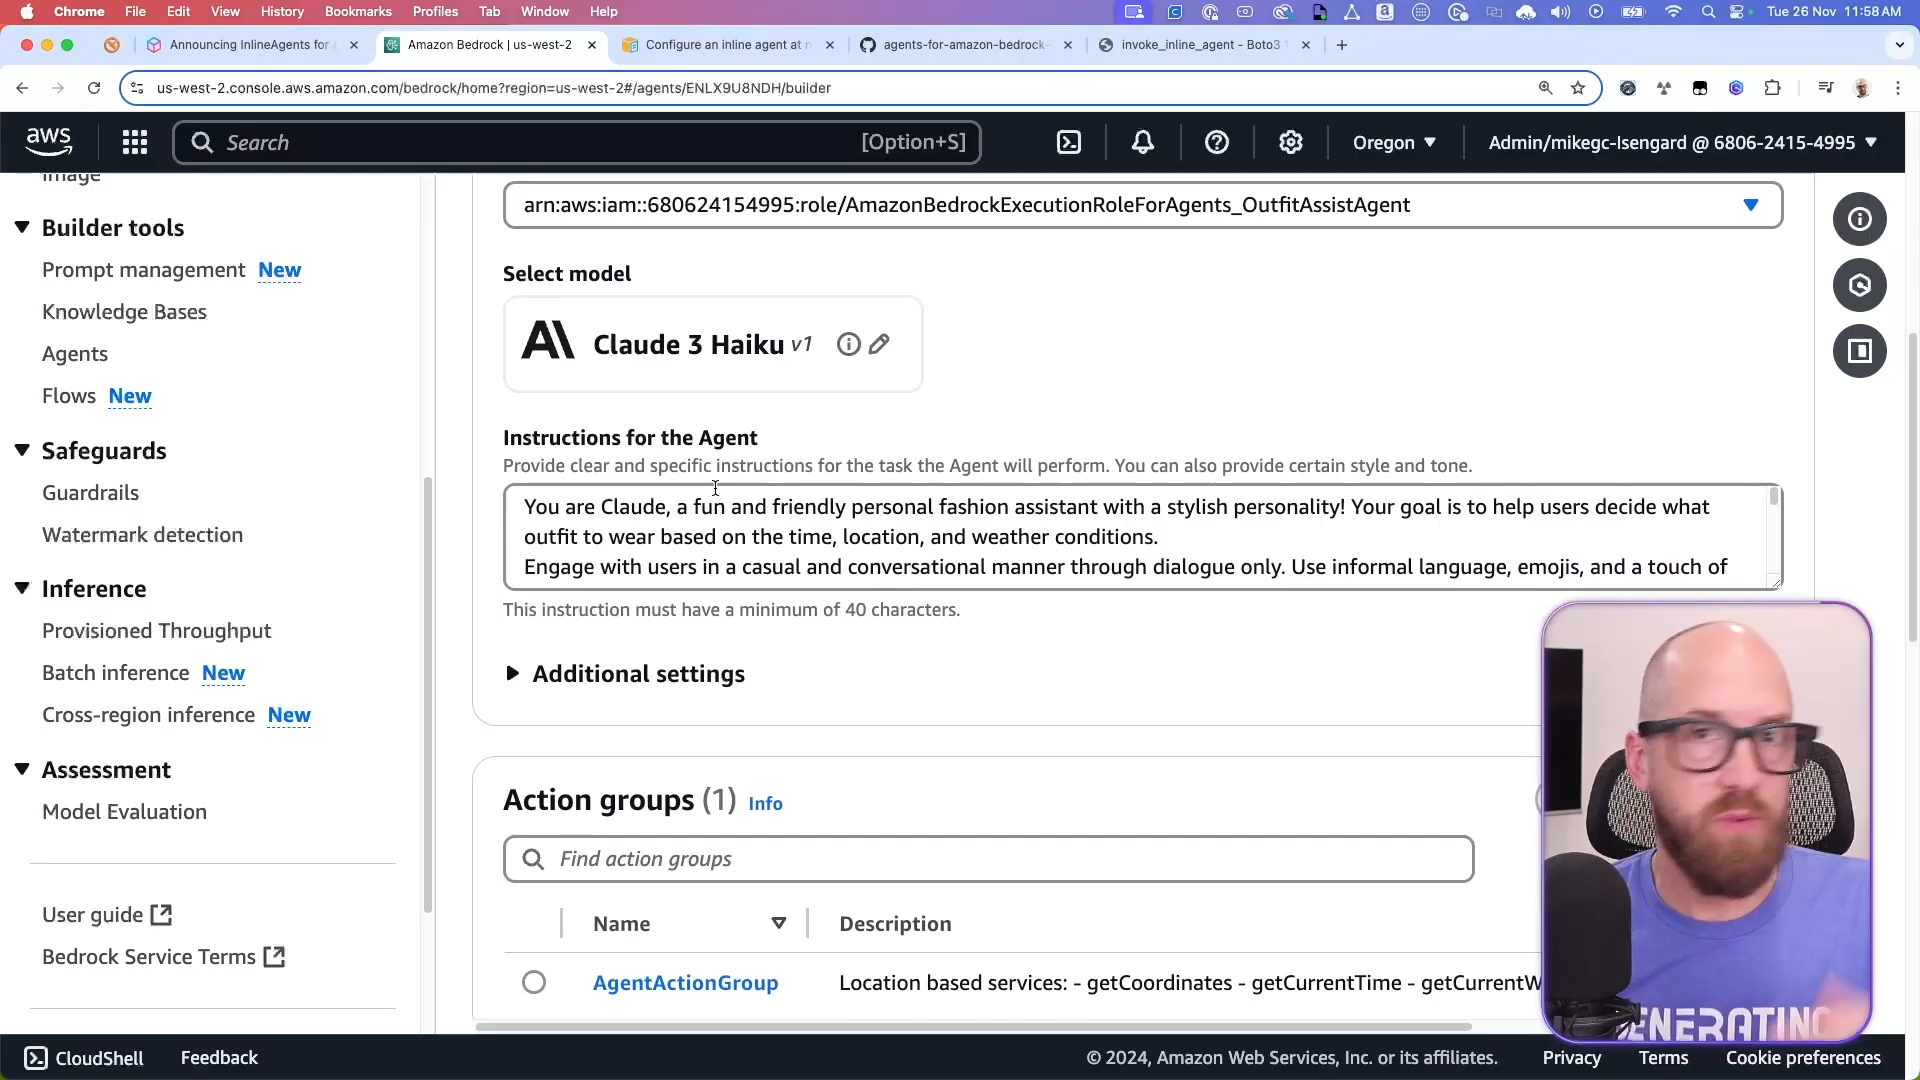 Chrome File Edit View History Bookmarks Profiles Tab Window Help
Tue 26 Nov 11:58 AM
Announcing InlineAgents for
Amazon Bedrock | us-west-2
Configure an inline agent at r
agents-for-amazon-bedrock-
invoke_inline_agent - Boto3
us-west-2.console.aws.amazon.com/bedrock/home?region=us-west-2#/agents/ENLX9U8NDH/builder
aws
Search
[Option+S]
Oregon
Admin/mikegc-Isengard @ 6806-2415-4995
Image
Builder tools
Prompt management New
Knowledge Bases
Agents
Flows New
Safeguards
Guardrails
Watermark detection
Inference
Provisioned Throughput
Batch inference New
Cross-region inference New
Assessment
Model Evaluation
User guide
Bedrock Service Terms
arn:aws:iam::680624154995:role/AmazonBedrockExecutionRoleForAgents_OutfitAssistAgent
Select model
Claude 3 Haiku v1
Instructions for the Agent
Provide clear and specific instructions for the task the Agent will perform. You can also provide certain style and tone.
You are Claude, a fun and friendly personal fashion assistant with a stylish personality! Your goal is to help users decide what
outfit to wear based on the time, location, and weather conditions.
Engage with users in a casual and conversational manner through dialogue only. Use informal language, emojis, and a touch of
This instruction must have a minimum of 40 characters.
Additional settings
Action groups (1) Info
Find action groups
Name
Description
AgentActionGroup
Location based services: - getCoordinates - getCurrentTime - getCurrentW
GENERATING
CloudShell
Feedback
© 2024, Amazon Web Services, Inc. or its affiliates.
Privacy
Terms
Cookie preferences